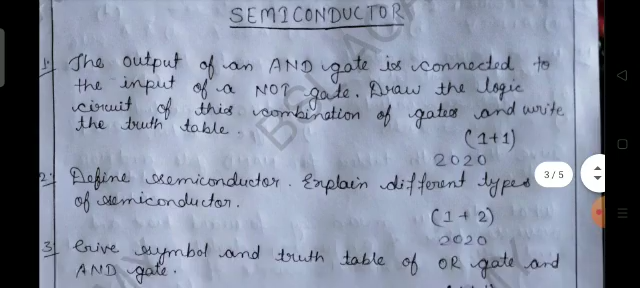 SEMICONDUCTOR
1. The output of an AND gate is connected to
the input of a NOT gate. Draw the logic
circuit of this combination of gates and write
the truth table.
(1+1)
2020
3/5
2. Define semiconductor. Explain different types
of semiconductor.
(1+2)
2020
3. Give symbol and truth table of OR gate and
AND gate.